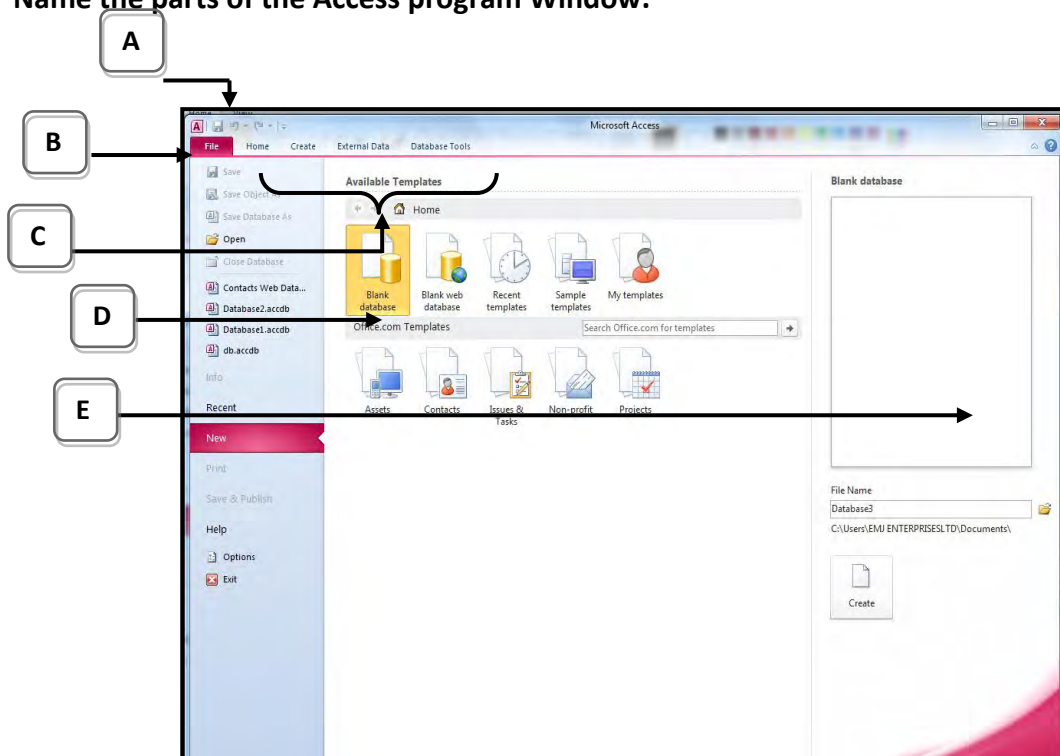 Name the parts of the Access program Window.
A
B
C
D
E
Microsoft Access
File Home Create External Data Database Tools
Save
Save Object As
Save Database As
Open
Close Database
Contacts Web Data...
Database2.accdb
Database1.accdb
db.accdb
Info
Recent
New
Print
Save & Publish
Help
Options
Exit
Available Templates
Home
Blank database
Blank web database
Recent templates
Sample templates
My templates
Office.com Templates
Search Office.com for templates
Assets
Contacts
Issues & Tasks
Non-profit
Projects
Blank database
File Name
Database3
C:\Users\EMJ ENTERPRISESLTD\Documents\
Create